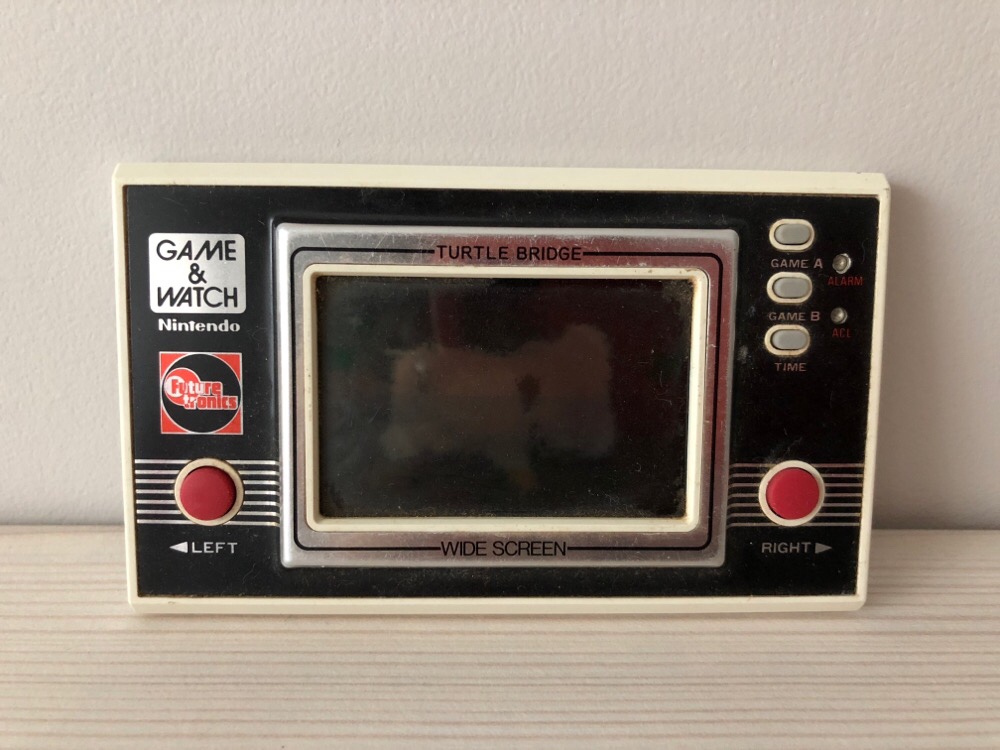 GAME
&
WATCH
Nintendo
Future
tronics
◀LEFT
TURTLE BRIDGE
WIDE SCREEN
GAME A
ALARM
GAME B
ACL
TIME
RIGHT▶